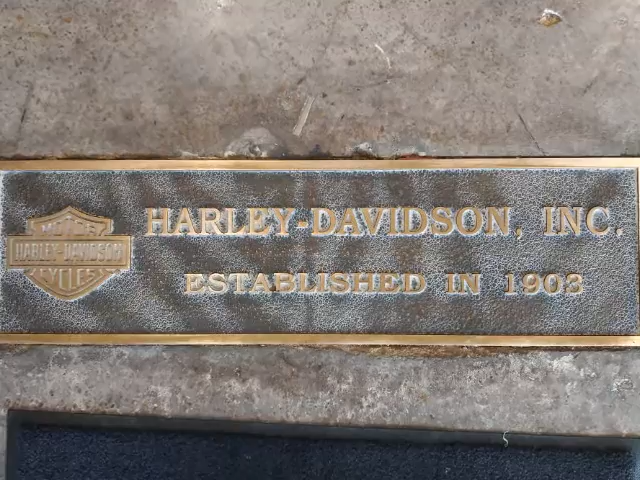 MOTOR
HARLEY-DAVIDSON
CYCLES
HARLEY-DAVIDSON, INC.
ESTABLISHED IN 1903